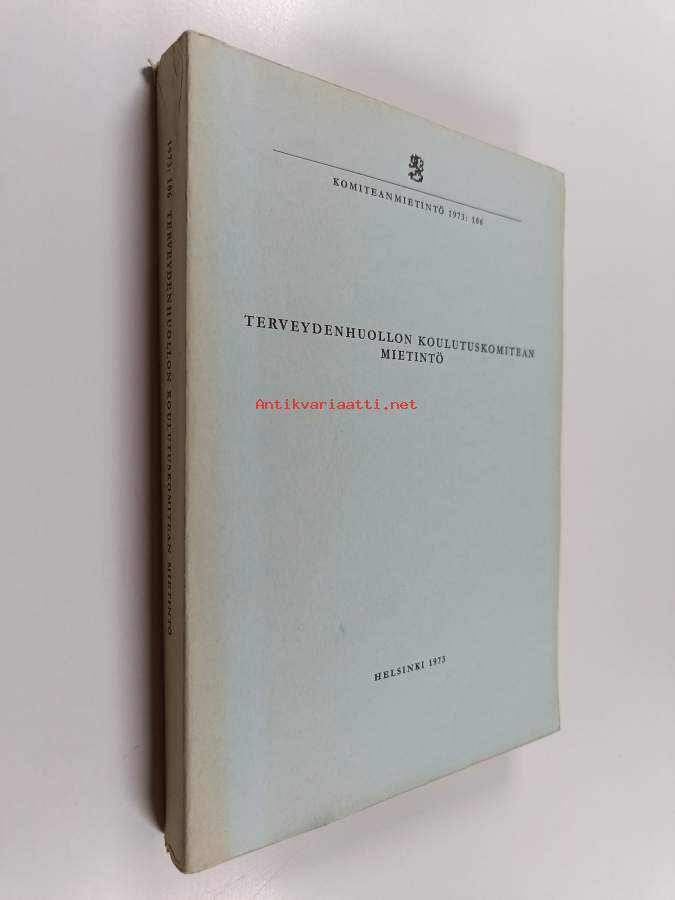 KOMITEANMIETINTÖ 1973: 106
TERVEYDENHUOLLON KOULUTUSKOMITEAN
MIETINTÖ
Antikvariaatti.net
HELSINKI 1973
1973: 106 TERVEYDENHUOLLON KOULUTUSKOMITEAN MIETINTÖ